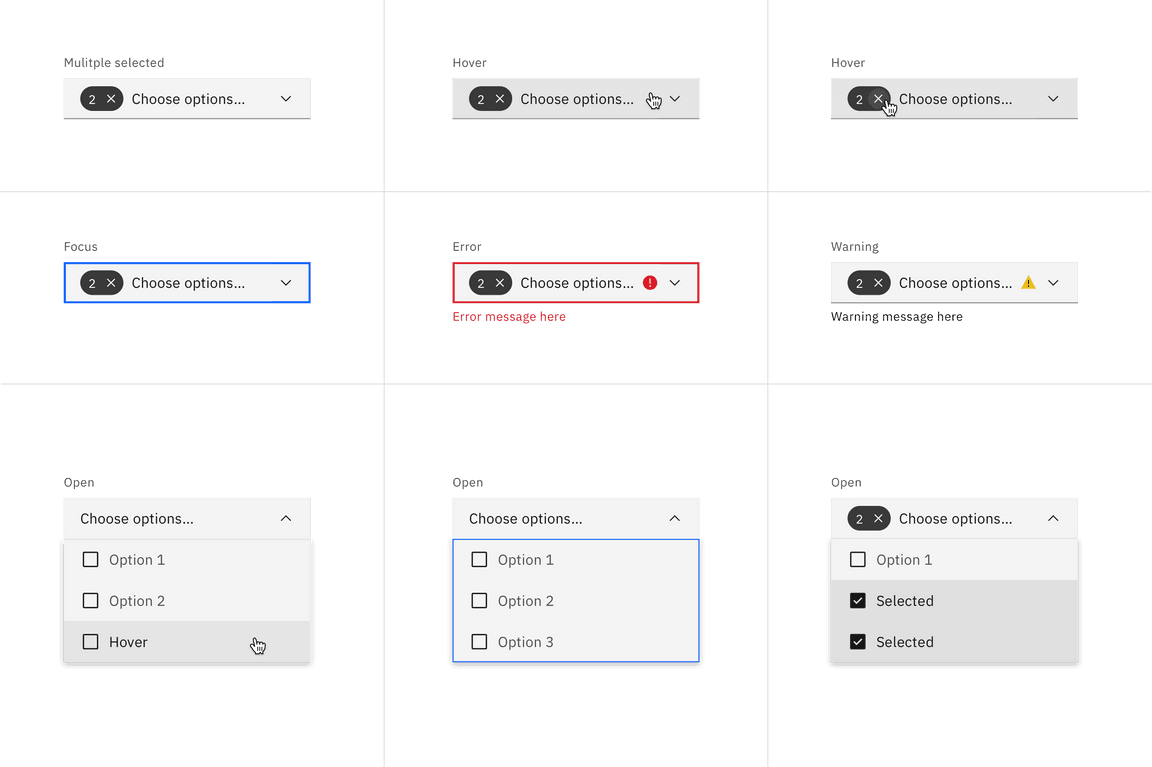 Mulitple selected
2 Choose options...
Hover
2 Choose options...
Hover
2 Choose options...
Focus
2 Choose options...
Error
2 Choose options...
Error message here
Warning
2 Choose options...
Warning message here
Open
Choose options...
Option 1
Option 2
Hover
Open
Choose options...
Option 1
Option 2
Option 3
Open
2 Choose options...
Option 1
Selected
Selected